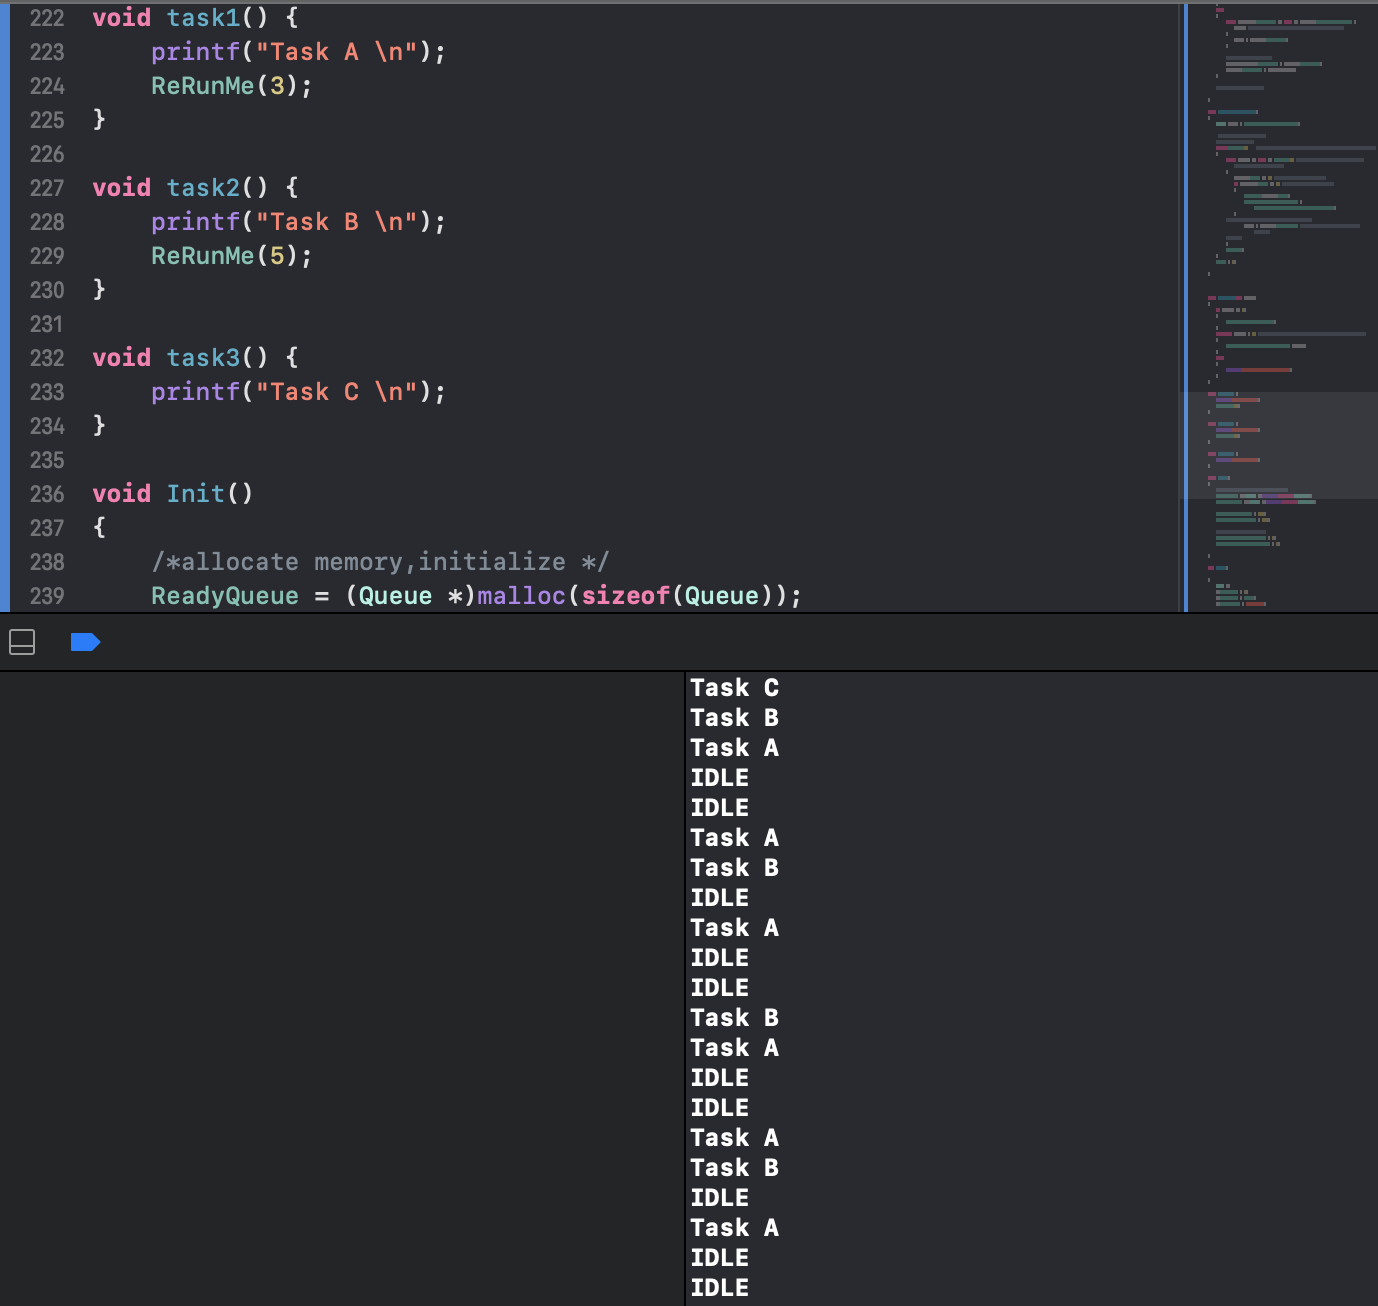 222 void task1() {
223     printf("Task A \n");
224     ReRunMe(3);
225 }
226
227 void task2() {
228     printf("Task B \n");
229     ReRunMe(5);
230 }
231
232 void task3() {
233     printf("Task C \n");
234 }
235
236 void Init()
237 {
238     /*allocate memory,initialize */
239     ReadyQueue = (Queue *)malloc(sizeof(Queue));
Task C
Task B
Task A
IDLE
IDLE
Task A
Task B
IDLE
Task A
IDLE
IDLE
Task B
Task A
IDLE
IDLE
Task A
Task B
IDLE
Task A
IDLE
IDLE